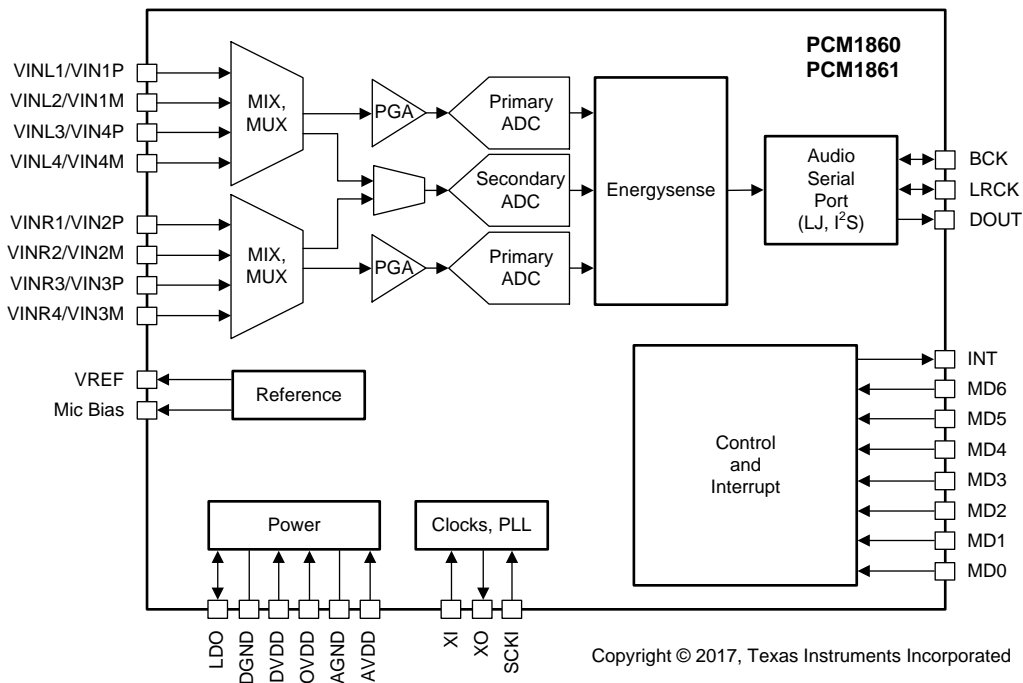 PCM1860
PCM1861
VINL1/VIN1P
VINL2/VIN1M
VINL3/VIN4P
VINL4/VIN4M
MIX,
MUX
PGA
Primary
ADC
Secondary
ADC
Energysense
Audio
Serial
Port
(LJ, I²S)
BCK
LRCK
DOUT
VINR1/VIN2P
VINR2/VIN2M
VINR3/VIN3P
VINR4/VIN3M
MIX,
MUX
PGA
Primary
ADC
VREF
Mic Bias
Reference
Control
and
Interrupt
INT
MD6
MD5
MD4
MD3
MD2
MD1
MD0
Power
Clocks, PLL
LDO
DGND
DVDD
OVDD
AGND
AVDD
XI
XO
SCKI
Copyright © 2017, Texas Instruments Incorporated